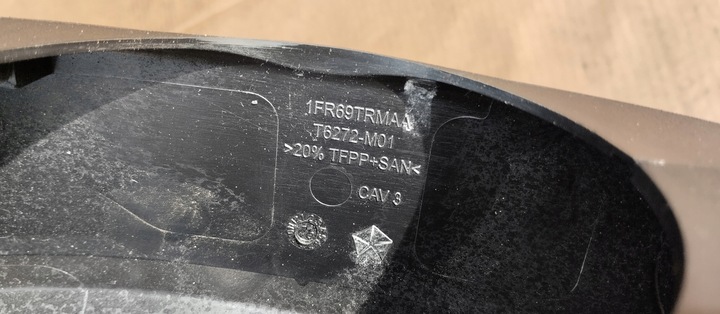 1FR69TRMAA
T6272-M01
>20% TFPP+SAN<
CAV 3